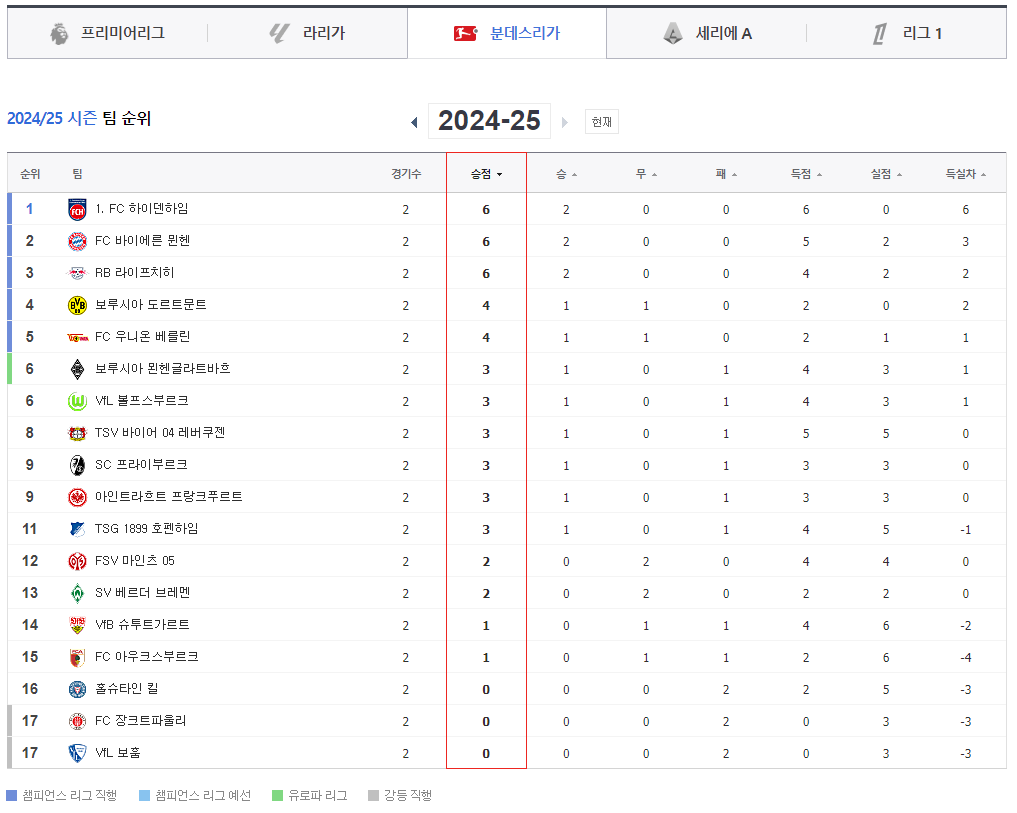 프리미어리그 라리가 분데스리가 세리에 A 리그 1
2024/25 시즌 팀 순위 2024-25 현재
순위 팀 경기수 승점 승 무 패 득점 실점 득실차
1 1. FC 하이덴하임 2 6 2 0 0 6 0 6
2 FC 바이에른 뮌헨 2 6 2 0 0 5 2 3
3 RB 라이프치히 2 6 2 0 0 4 2 2
4 보루시아 도르트문트 2 4 1 1 0 2 0 2
5 FC 우니온 베를린 2 4 1 1 0 2 1 1
6 보루시아 묀헨글라트바흐 2 3 1 0 1 4 3 1
6 VfL 볼프스부르크 2 3 1 0 1 4 3 1
8 TSV 바이어 04 레버쿠젠 2 3 1 0 1 5 5 0
9 SC 프라이부르크 2 3 1 0 1 3 3 0
9 아인트라흐트 프랑크푸르트 2 3 1 0 1 3 3 0
11 TSG 1899 호펜하임 2 3 1 0 1 4 5 -1
12 FSV 마인츠 05 2 2 0 2 0 4 4 0
13 SV 베르더 브레멘 2 2 0 2 0 2 2 0
14 VfB 슈투트가르트 2 1 0 1 1 4 6 -2
15 FC 아우크스부르크 2 1 0 1 1 2 6 -4
16 홀슈타인 킬 2 0 0 0 2 2 5 -3
17 FC 장크트파울리 2 0 0 0 2 0 3 -3
17 VfL 보훔 2 0 0 0 2 0 3 -3
챔피언스 리그 직행 챔피언스 리그 예선 유로파 리그 강등 직행